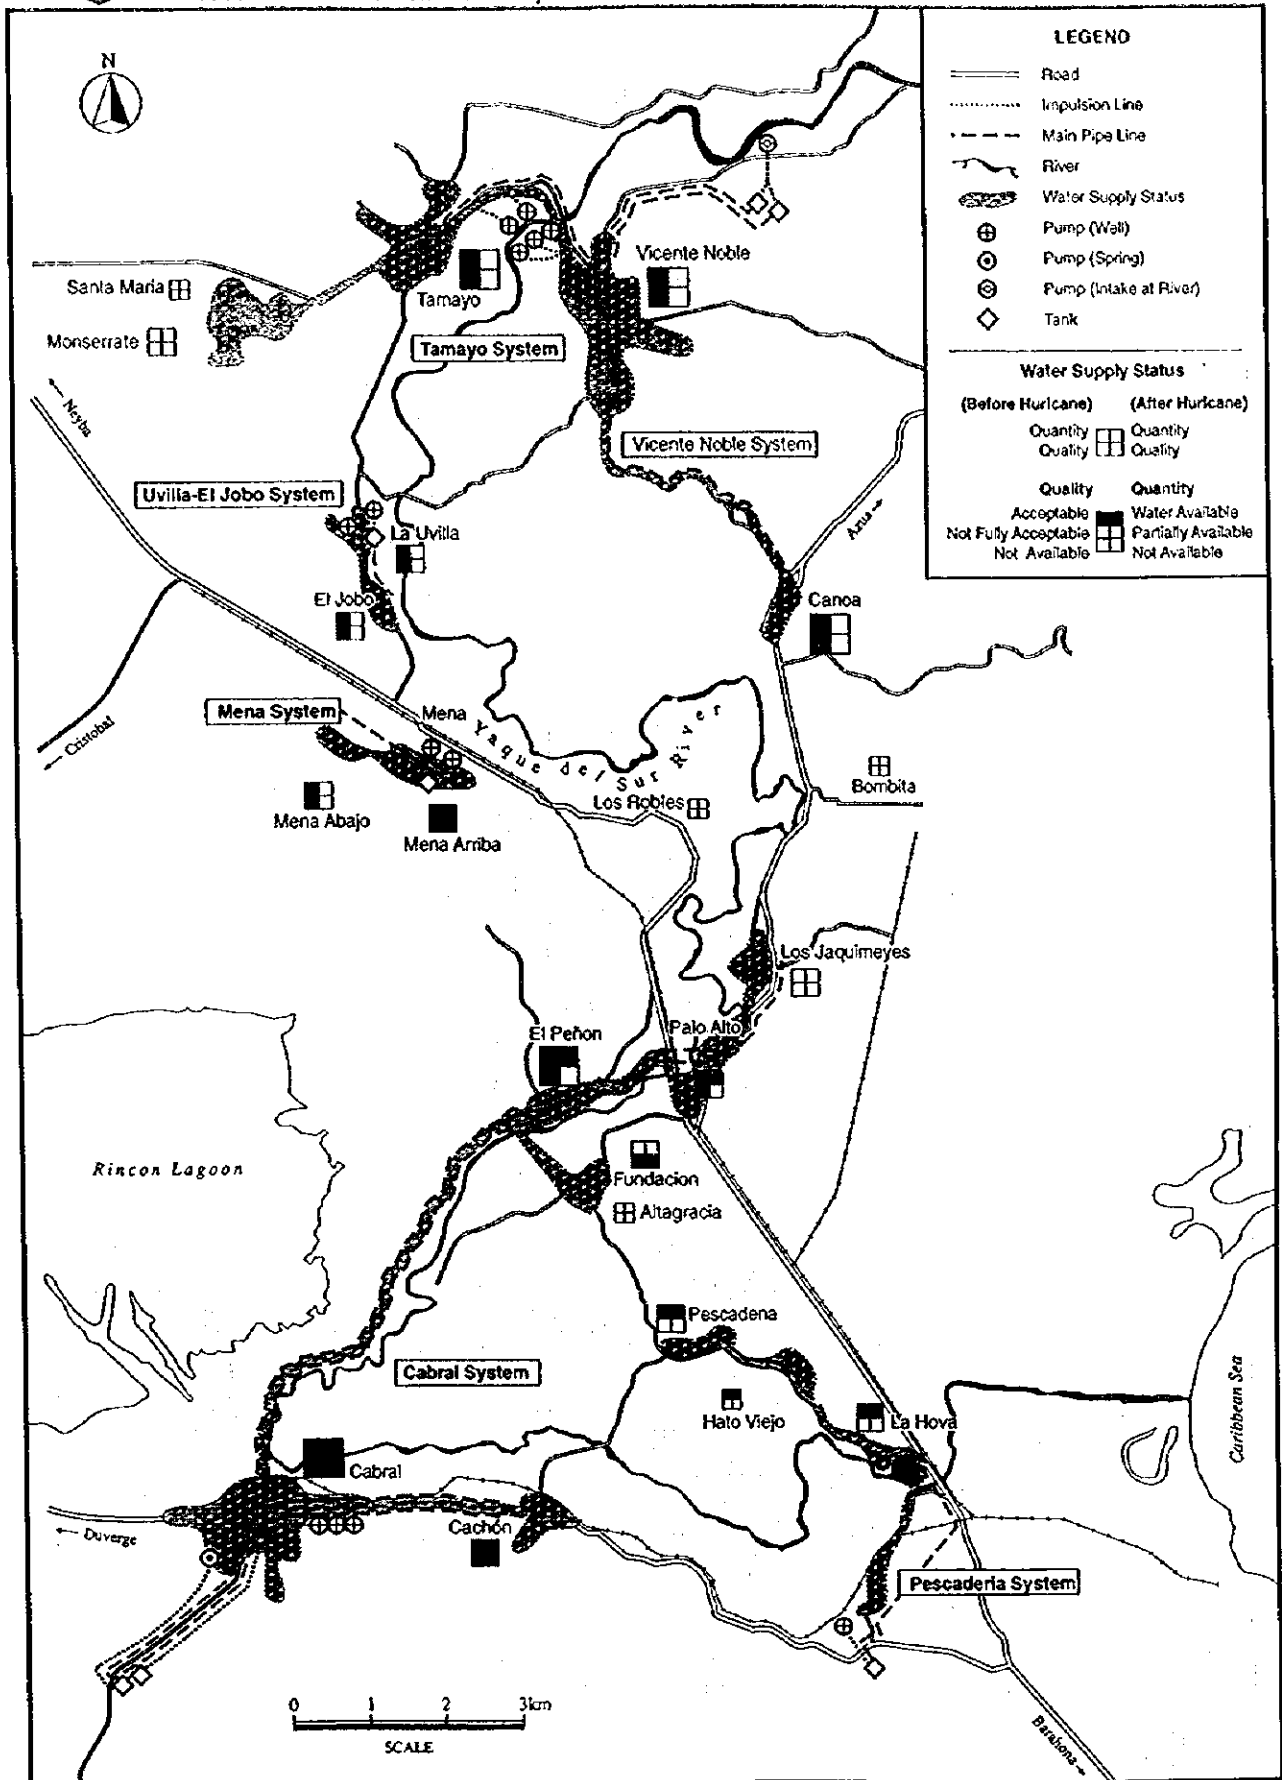 N
LEGEND
Road
Impulsion Line
Main Pipe Line
River
Water Supply Status
Pump (Well)
Pump (Spring)
Pump (Intake at River)
Tank
Water Supply Status
(Before Huricane) (After Huricane)
Quantity Quantity
Quality Quality
Quality Quantity
Acceptable Water Available
Not Fully Acceptable Partially Available
Not Available Not Available
Santa Maria
Monserrate
Tamayo
Vicente Noble
Tamayo System
Neyba
Vicente Noble System
Uvilla-El Jobo System
Azua
La Uvilla
El Jobo
Canoa
Mena System
Mena
Yaque del Sur River
Cristobal
Bombita
Los Robles
Mena Abajo
Mena Arriba
Los Jaquimeyes
El Peñon
Palo Alto
Rincon Lagoon
Fundacion
Altagracia
Pescadena
Cabral System
Hato Viejo
La Hova
Caribbean Sea
Cabral
Cachón
Duverge
Pescaderia System
0 1 2 3km
SCALE
Barahona